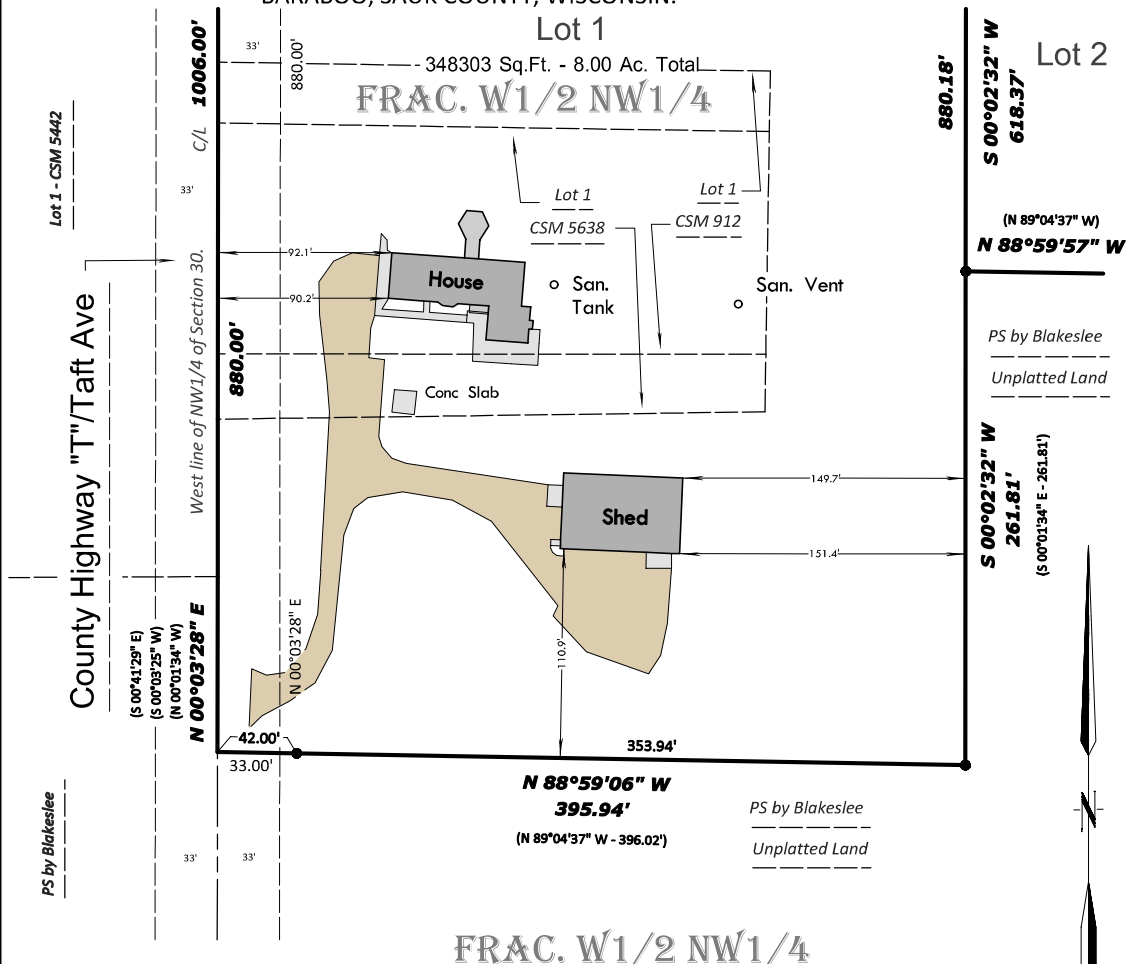 BARABOO, SAUK COUNTY, WISCONSIN.
Lot 1
348303 Sq.Ft. - 8.00 Ac. Total
FRAC. W1/2 NW1/4
Lot 2
1006.00'
C/L
33'
880.00'
880.18'
S 00°02'32" W
618.37'
Lot 1 - CSM 5442
33'
Lot 1
CSM 5638
Lot 1
CSM 912
(N 89°04'37" W)
N 88°59'57" W
92.1'
House
90.2'
San.
Tank
San. Vent
County Highway "T"/Taft Ave
West line of NW1/4 of Section 30.
880.00'
Conc Slab
PS by Blakeslee
Unplatted Land
149.7'
Shed
151.4'
S 00°02'32" W
261.81'
(S 00°01'34" E - 261.81')
110.9'
(S 00°41'29" E)
(S 00°03'25" W)
(N 00°01'34" W)
N 00°03'28" E
N 00°03'28" E
42.00'
33.00'
353.94'
N 88°59'06" W
395.94'
(N 89°04'37" W - 396.02')
PS by Blakeslee
Unplatted Land
PS by Blakeslee
33'
33'
N
FRAC. W1/2 NW1/4